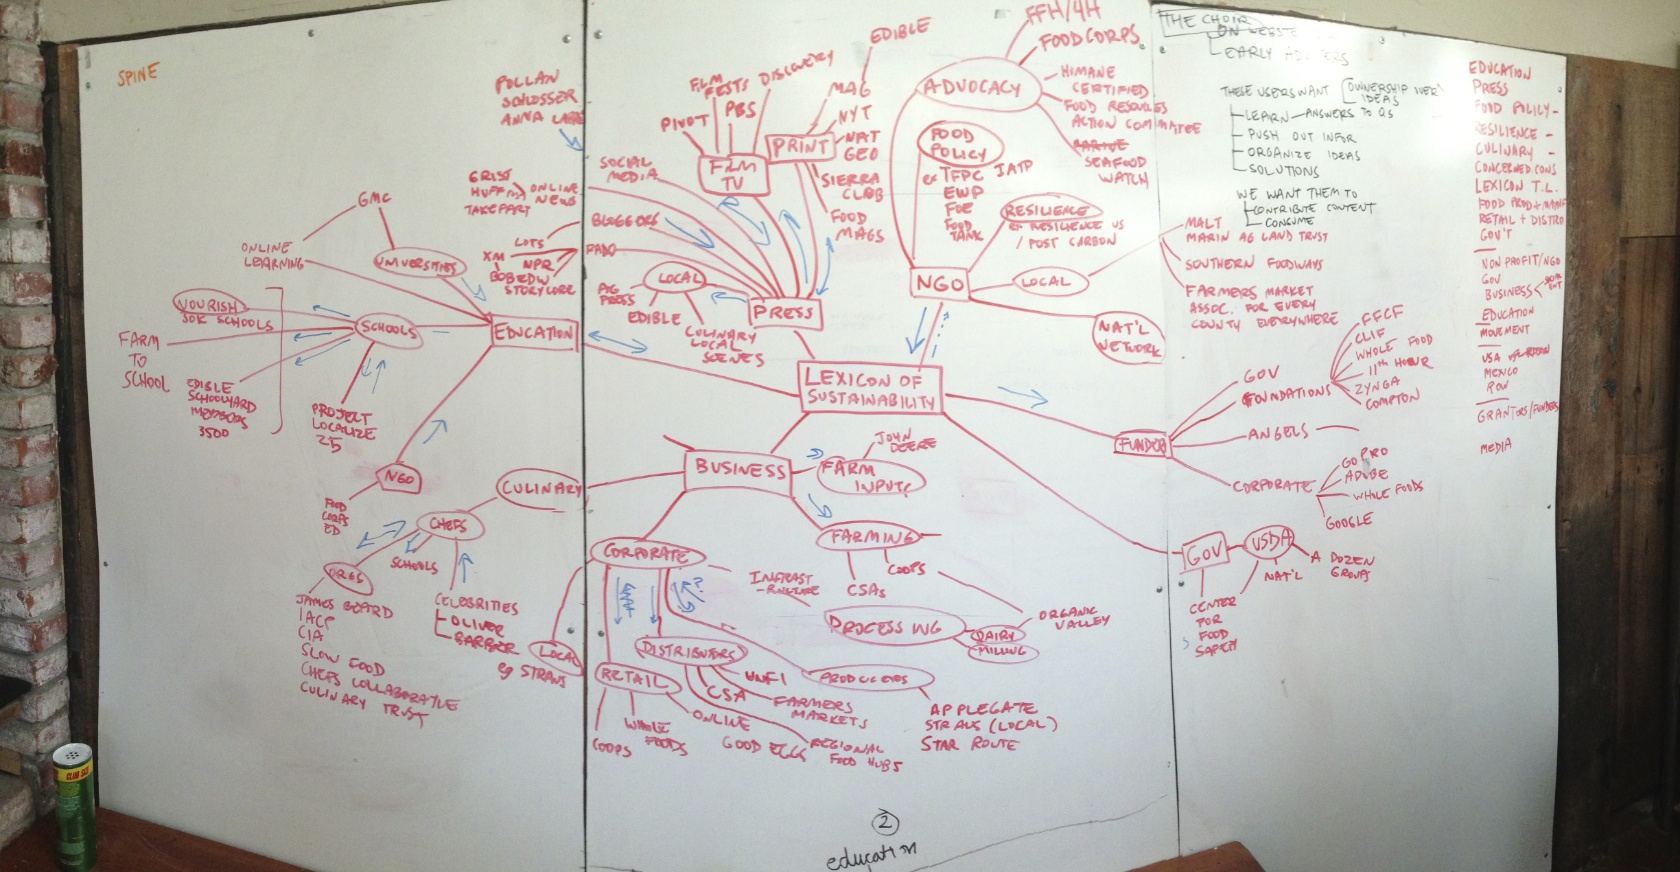 SPINE
POLLAN
SCHLOSSER
ANNA LAPPE
GRIST
HUFF
TAKEPART
ONLINE
NEWS
SOCIAL
MEDIA
BLOGGERS
LOTS
XM
NPR
STORYCORE
RADIO
AG
PRESS
LOCAL
EDIBLE
CULINARY
LOCAL
SCENES
PIVOT
FILM
FESTS
PBS
DISCOVERY
FILM
TV
PRINT
EDIBLE
MAG
NYT
NAT
GEO
SIERRA
CLUB
FOOD
MAGS
PRESS
GMC
ONLINE
LEARNING
UNIVERSITIES
NOURISH
50K SCHOOLS
FARM
TO
SCHOOL
SCHOOLS
EDIBLE
SCHOOLYARD
3500
PROJECT
LOCALIZE
25
EDUCATION
NGO
FOOD
CORPS
ED
LEXICON OF
SUSTAINABILITY
ADVOCACY
FFH/4H
FOODCORPS
HUMANE
CERTIFIED
FOOD RESOURCES
ACTION COMMITTEE
SEAFOOD
WATCH
FOOD
POLICY
eg TFPC IATP
EWP
FOE
FOOD
TANK
RESILIENCE
eg RESILIENCE US
/ POST CARBON
NGO
LOCAL
MALT
MARIN AG LAND TRUST
SOUTHERN FOODWAYS
FARMERS MARKET
ASSOC. FOR EVERY
COUNTY EVERYWHERE
NAT'L
NETWORK
THE CHOIR
ON WEBSITE
EARLY ADOPTERS
THESE USERS WANT
OWNERSHIP OVER
IDEAS
LEARN - ANSWERS TO QS
PUSH OUT INFOR
ORGANIZE IDEAS
SOLUTIONS
WE WANT THEM TO
CONTRIBUTE CONTENT
CONSUME
EDUCATION
PRESS
FOOD POLICY -
RESILIENCE -
CULINARY -
CONCERNED CONS
LEXICON T.L.
FOOD PROD + MANF
RETAIL + DISTRO
GOV'T
NON PROFIT/NGO
GOV
BUSINESS
EDUCATION
MOVEMENT
USA
MEXICO
ROW
GRANTORS/FUNDERS
MEDIA
FUNDER
GOV
FOUNDATIONS
FFCF
CLIF
WHOLE FOOD
11th HOUR
ZYNGA
COMPTON
ANGELS
CORPORATE
GO PRO
ADOBE
WHOLE FOODS
GOOGLE
GOV
USDA
NAT'L
A DOZEN
GROUPS
CENTER
FOR
FOOD
SAFETY
BUSINESS
FARM
INPUTS
JOHN
DEERE
FARMING
CSAs
COOPS
ORGANIC
VALLEY
INFRAST
-RUCTURE
PROCESSING
DAIRY
MILLING
CULINARY
CHEFS
ORGS
SCHOOLS
JAMES BEARD
IACP
CIA
SLOW FOOD
CHEFS COLLABORATIVE
CULINARY TRUST
CELEBRITIES
OLIVER
BARBER
CORPORATE
LOCAL
eg STRAUS
RETAIL
COOPS
WHOLE
FOODS
ONLINE
GOOD EGGS
DISTRIBUTORS
UNFI
CSA
FARMERS
MARKETS
REGIONAL
FOOD HUBS
?
PRODUCERS
APPLEGATE
STRAUS (LOCAL)
STAR ROUTE
2
education